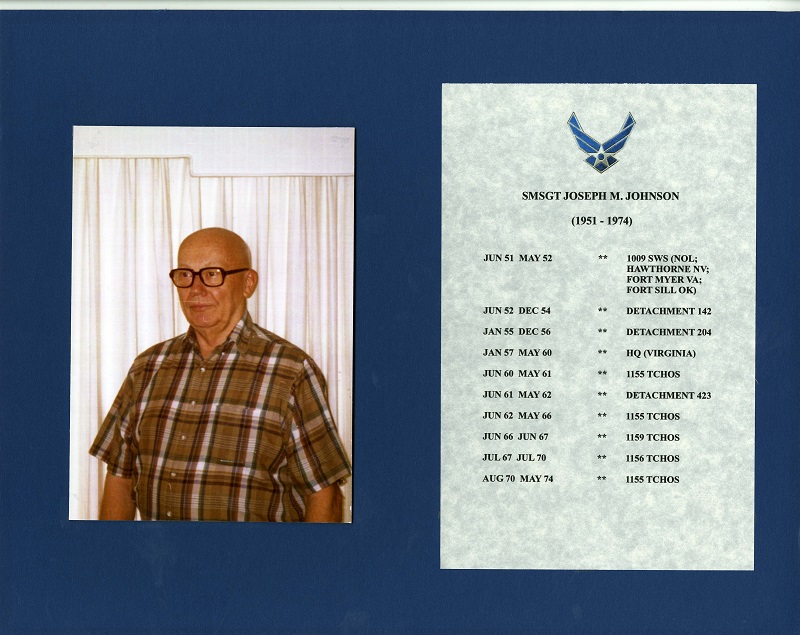 SMSGT JOSEPH M. JOHNSON
(1951 - 1974)
JUN 51 MAY 52 ** 1009 SWS (NOL;
HAWTHORNE NV;
FORT MYER VA;
FORT SILL OK)
JUN 52 DEC 54 ** DETACHMENT 142
JAN 55 DEC 56 ** DETACHMENT 204
JAN 57 MAY 60 ** HQ (VIRGINIA)
JUN 60 MAY 61 ** 1155 TCHOS
JUN 61 MAY 62 ** DETACHMENT 423
JUN 62 MAY 66 ** 1155 TCHOS
JUN 66 JUN 67 ** 1159 TCHOS
JUL 67 JUL 70 ** 1156 TCHOS
AUG 70 MAY 74 ** 1155 TCHOS